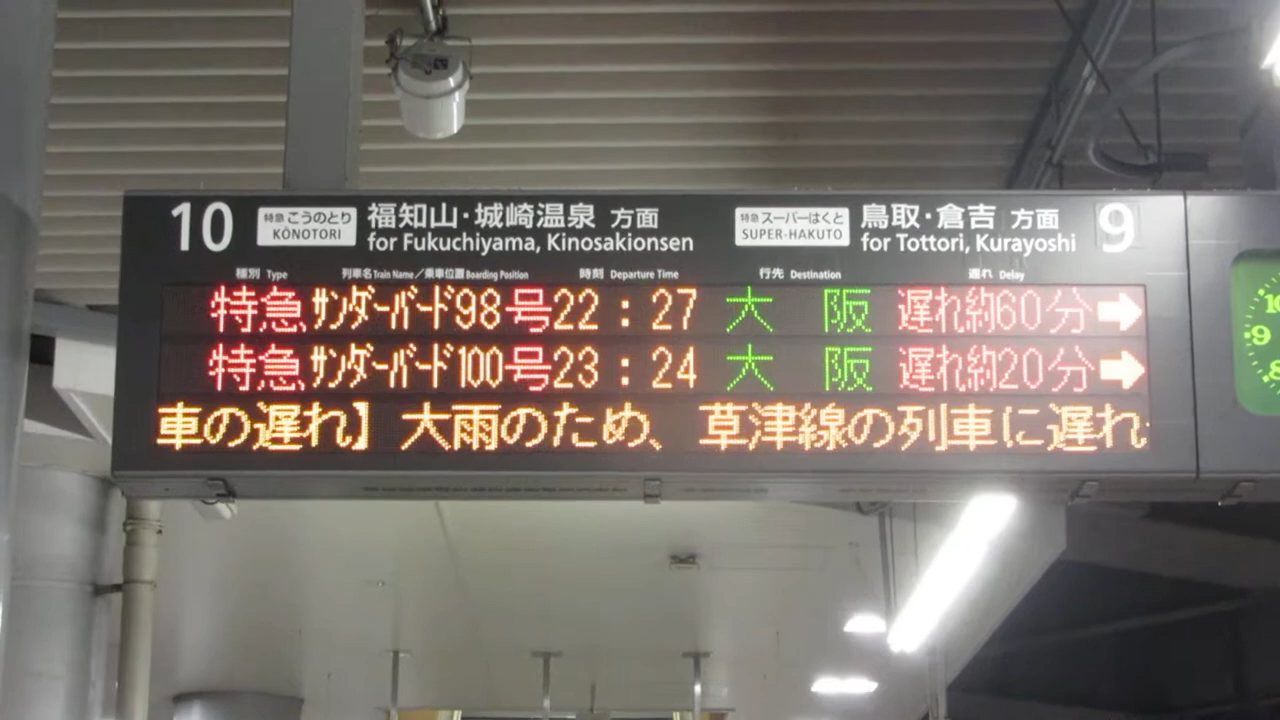 10 特急 こうのとり KŌNOTORI 福知山・城崎温泉 方面 for Fukuchiyama, Kinosakionsen
特急 スーパーはくと SUPER-HAKUTO 鳥取・倉吉 方面 for Tottori, Kurayoshi 9
種別 Type 列車名 Train Name／乗車位置 Boarding Position 時刻 Departure Time 行先 Destination 遅れ Delay
特急 サンダーバード98号 22：27 大阪 遅れ約60分 ➡
特急 サンダーバード100号 23：24 大阪 遅れ約20分 ➡
車の遅れ】 大雨のため、 草津線の列車に遅れ
10
9
8